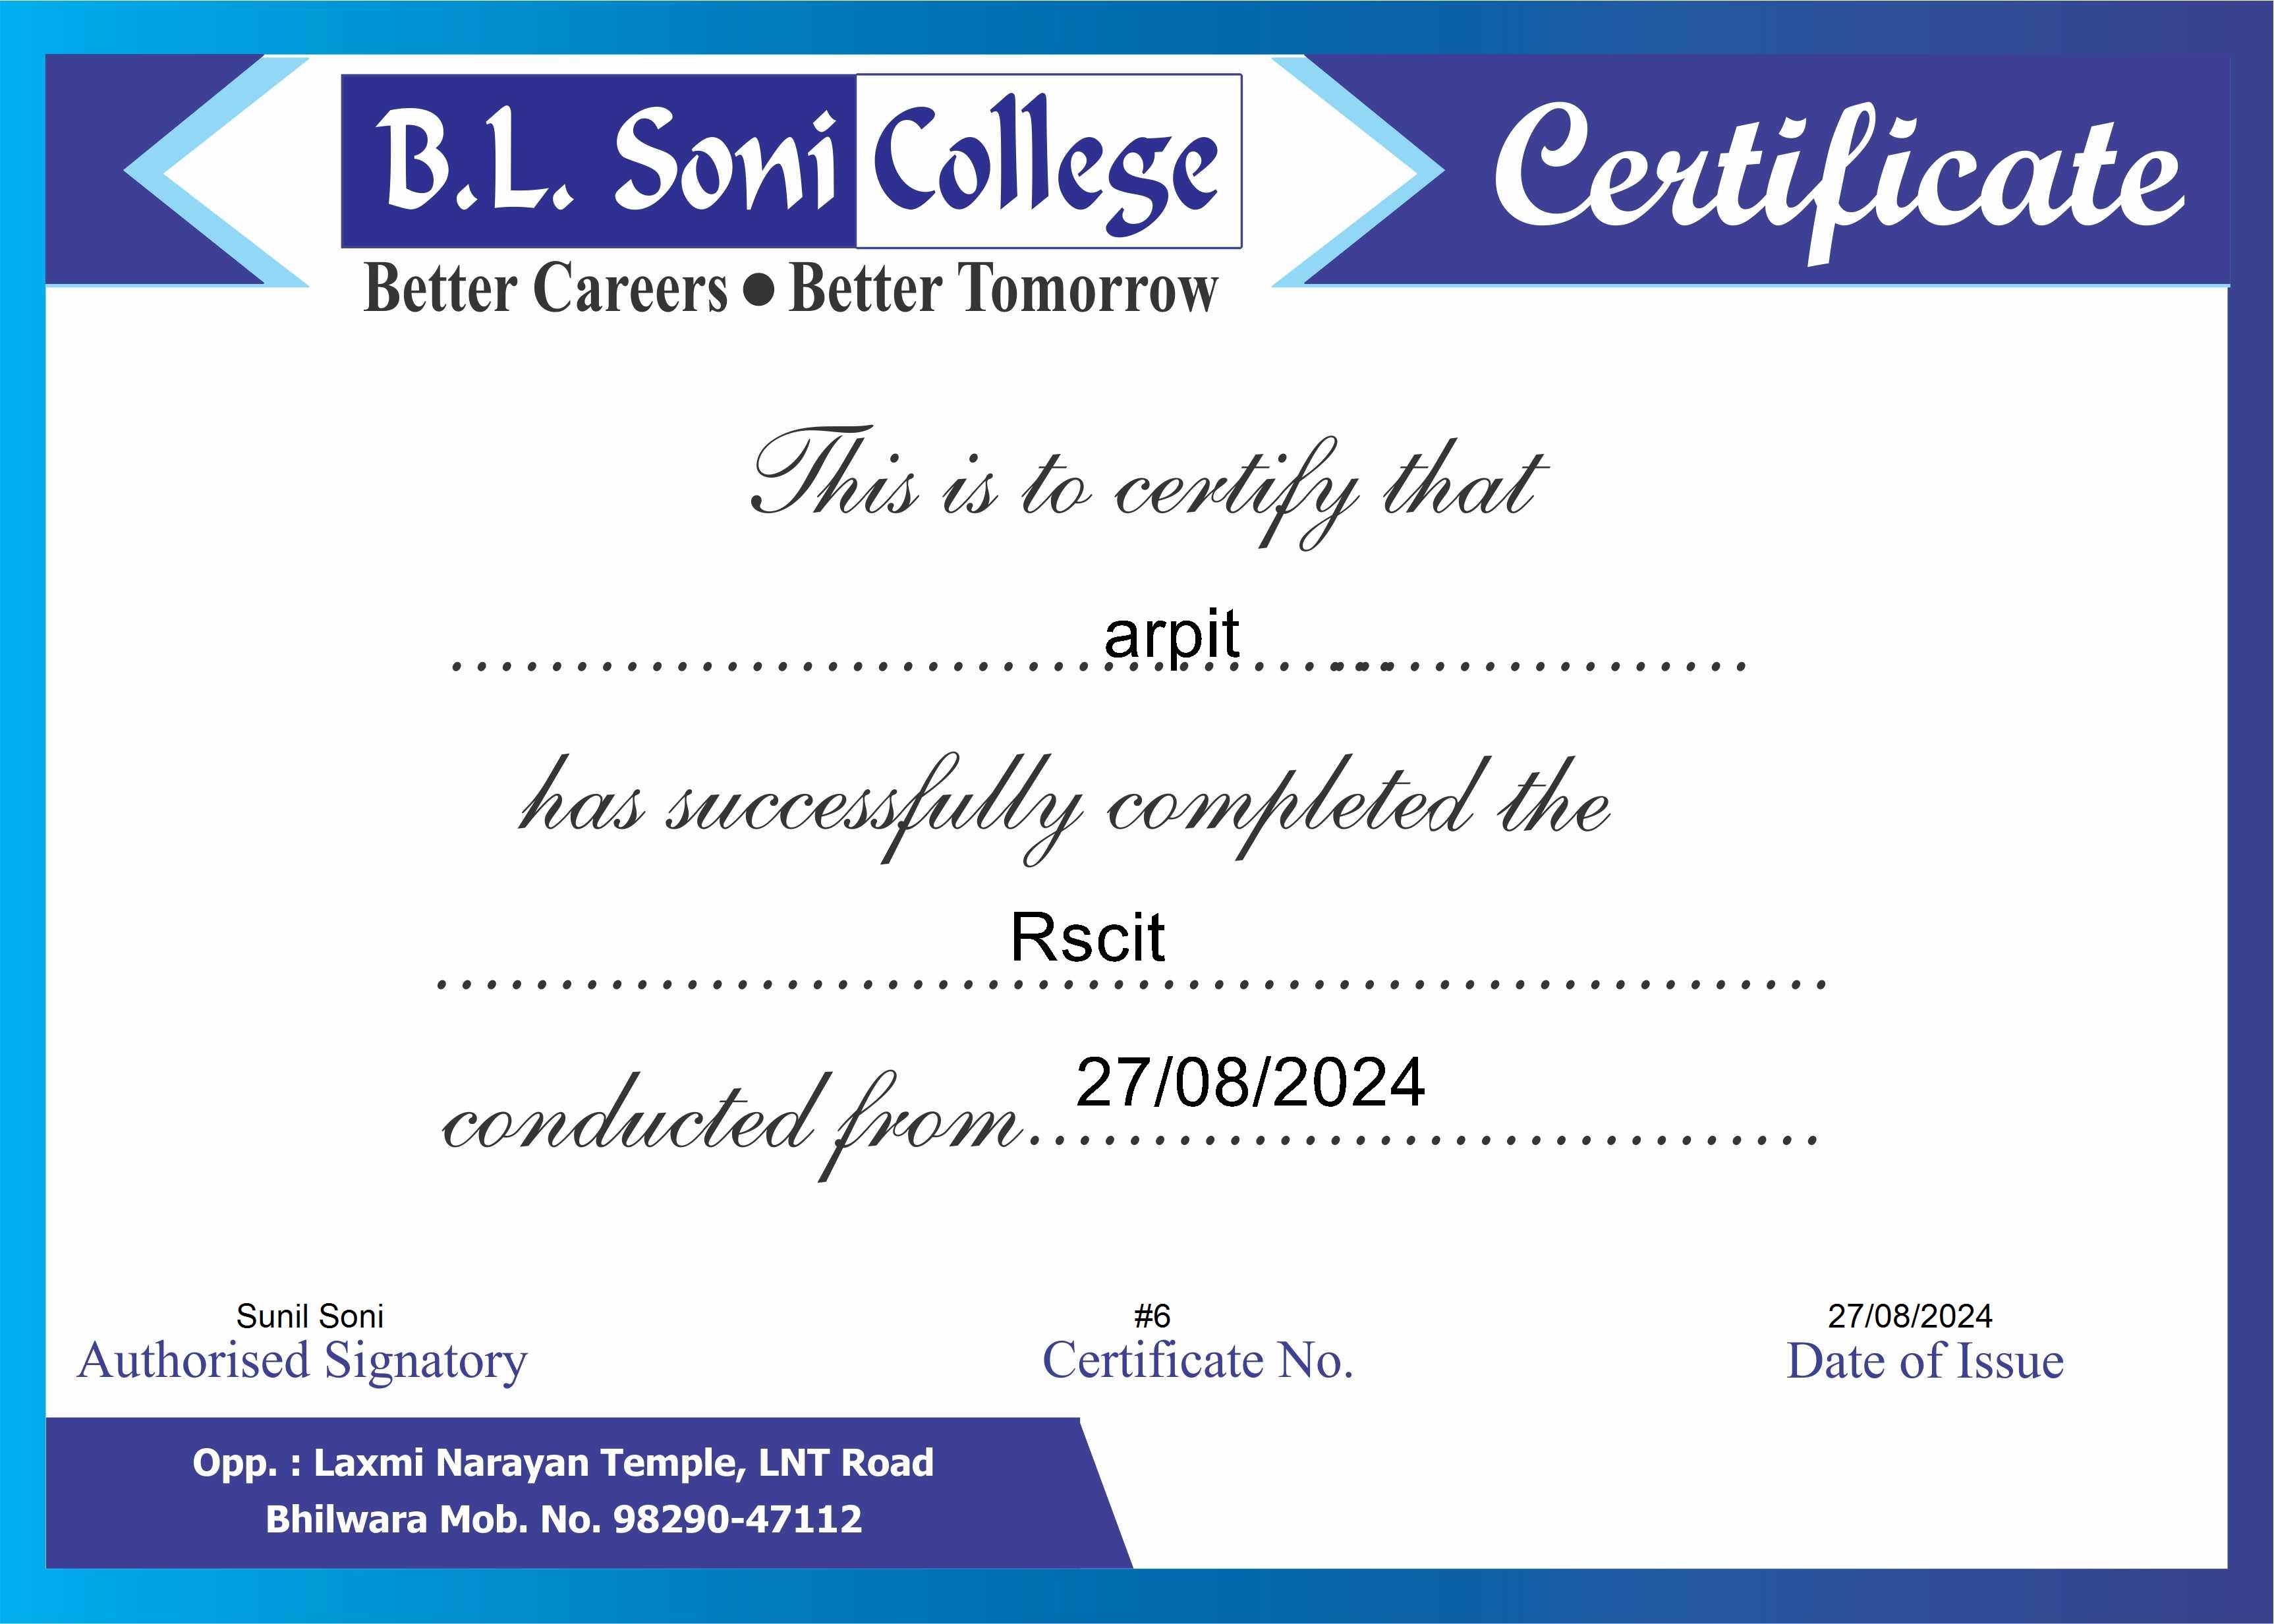 B.L. Soni College
Certificate
Better Careers ● Better Tomorrow
This is to certify that
arpit
has successfully completed the
Rscit
conducted from 27/08/2024
Sunil Soni
Authorised Signatory
#6
Certificate No.
27/08/2024
Date of Issue
Opp. : Laxmi Narayan Temple, LNT Road
Bhilwara Mob. No. 98290-47112